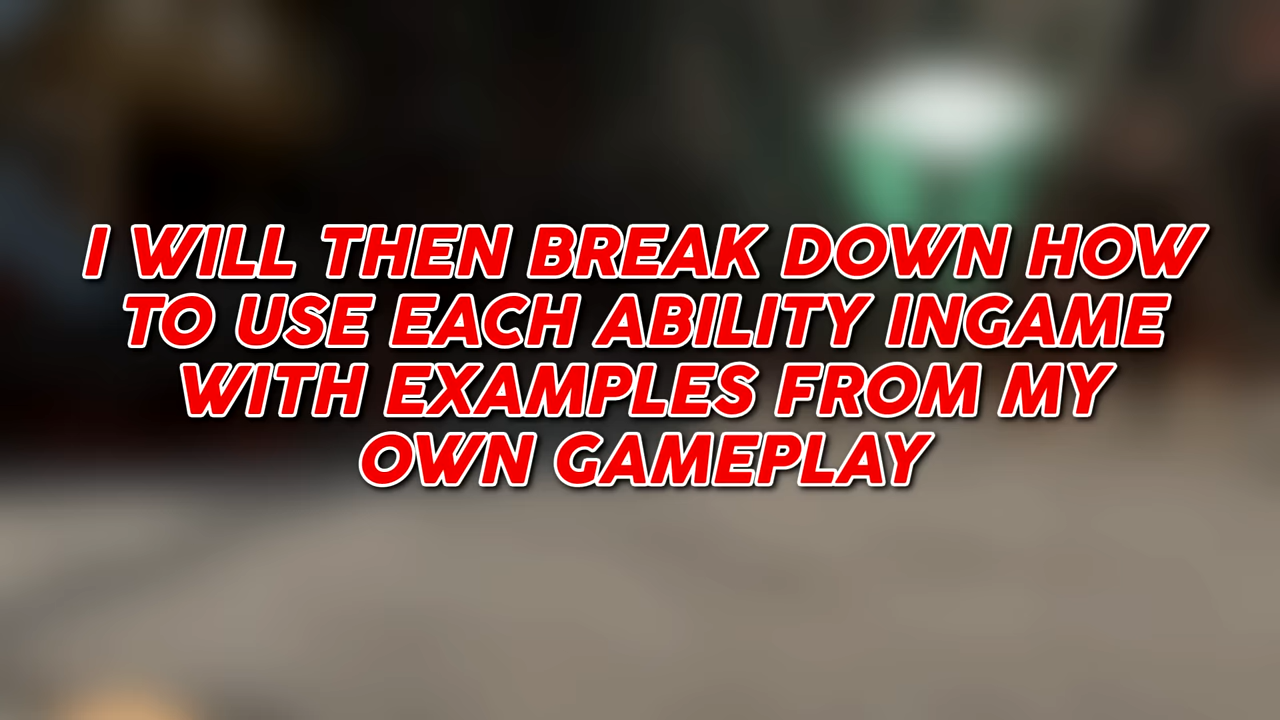 I WILL THEN BREAK DOWN HOW
TO USE EACH ABILITY INGAME
WITH EXAMPLES FROM MY
OWN GAMEPLAY